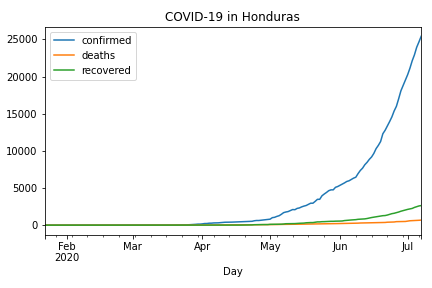 COVID-19 in Honduras
confirmed
deaths
recovered
25000
20000
15000
10000
5000
0
Feb Mar Apr May Jun Jul
2020
Day